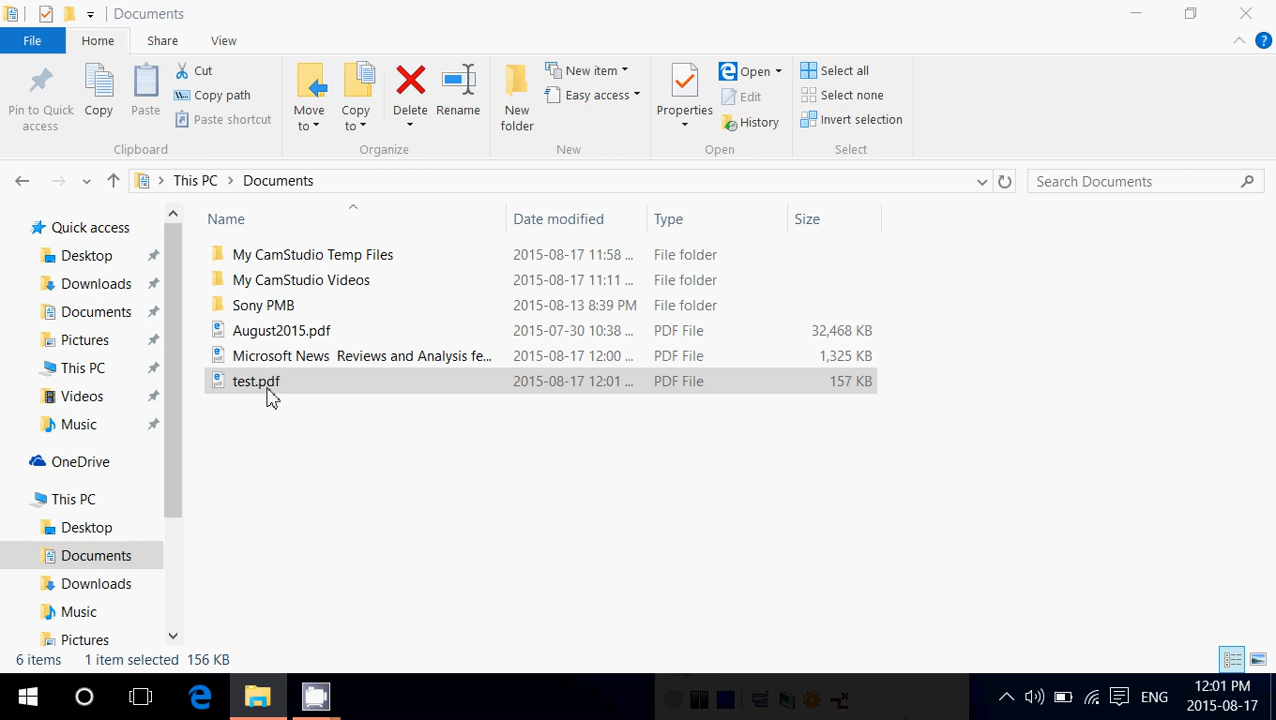 Documents
File Home Share View
Pin to Quick access
Copy
Paste
Cut
Copy path
Paste shortcut
Clipboard
Move to
Copy to
Delete
Rename
Organize
New folder
New item
Easy access
New
Properties
Open
Edit
History
Open
Select all
Select none
Invert selection
Select
This PC Documents
Search Documents
Name Date modified Type Size
My CamStudio Temp Files 2015-08-17 11:58 ... File folder
My CamStudio Videos 2015-08-17 11:11 ... File folder
Sony PMB 2015-08-13 8:39 PM File folder
August2015.pdf 2015-07-30 10:38 ... PDF File 32,468 KB
Microsoft News Reviews and Analysis fe... 2015-08-17 12:00 ... PDF File 1,325 KB
test.pdf 2015-08-17 12:01 ... PDF File 157 KB
Quick access
Desktop
Downloads
Documents
Pictures
This PC
Videos
Music
OneDrive
This PC
Desktop
Documents
Downloads
Music
Pictures
6 items 1 item selected 156 KB
ENG
12:01 PM
2015-08-17